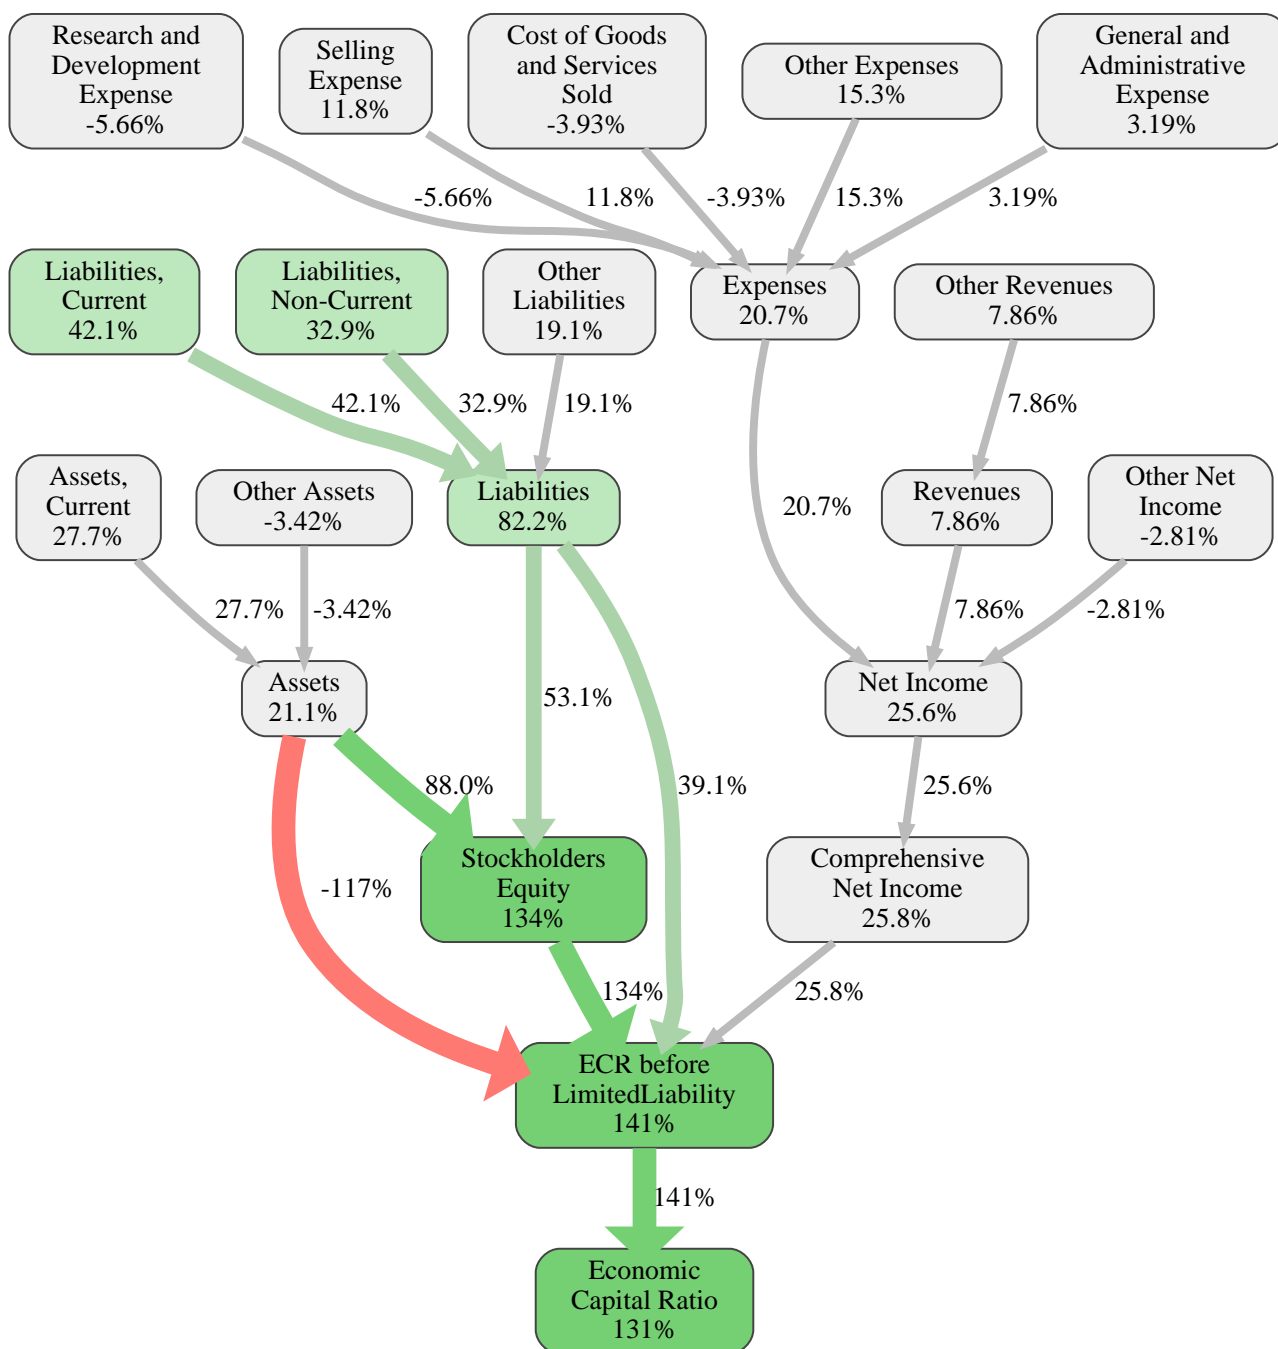 Research and
Development
Expense
-5.66%
Selling
Expense
11.8%
Cost of Goods
and Services
Sold
-3.93%
Other Expenses
15.3%
General and
Administrative
Expense
3.19%
-5.66%
11.8%
-3.93%
15.3%
3.19%
Liabilities,
Current
42.1%
Liabilities,
Non-Current
32.9%
Other
Liabilities
19.1%
Expenses
20.7%
Other Revenues
7.86%
42.1%
32.9%
19.1%
7.86%
Assets,
Current
27.7%
Other Assets
-3.42%
Liabilities
82.2%
20.7%
Revenues
7.86%
Other Net
Income
-2.81%
27.7%
-3.42%
7.86%
-2.81%
Assets
21.1%
53.1%
Net Income
25.6%
88.0%
39.1%
25.6%
-117%
Stockholders
Equity
134%
Comprehensive
Net Income
25.8%
134%
25.8%
ECR before
LimitedLiability
141%
141%
Economic
Capital Ratio
131%